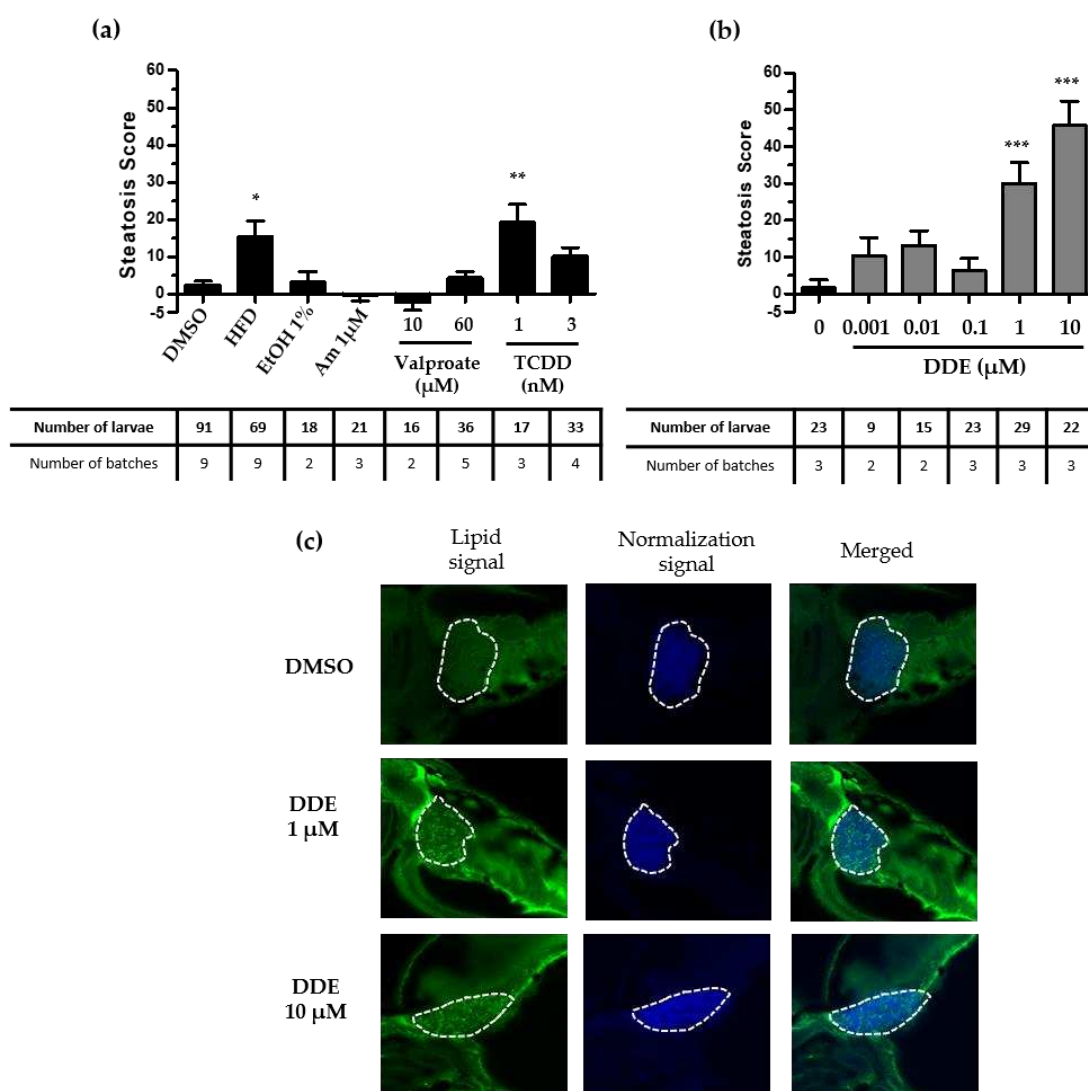 (a)
60
50
40
30
20
10
0
-5
Steatosis Score
*
**
DMSO
HFD
EtOH 1%
Am 1μM
10 60
Valproate
(μM)
1 3
TCDD
(nM)
Number of larvae 91 69 18 21 16 36 17 33
Number of batches 9 9 2 3 2 5 3 4
(b)
60
50
40
30
20
10
0
-5
Steatosis Score
***
***
0 0.001 0.01 0.1 1 10
DDE (μM)
Number of larvae 23 9 15 23 29 22
Number of batches 3 2 2 3 3 3
(c)
Lipid
signal
Normalization
signal
Merged
DMSO
DDE
1 μM
DDE
10 μM